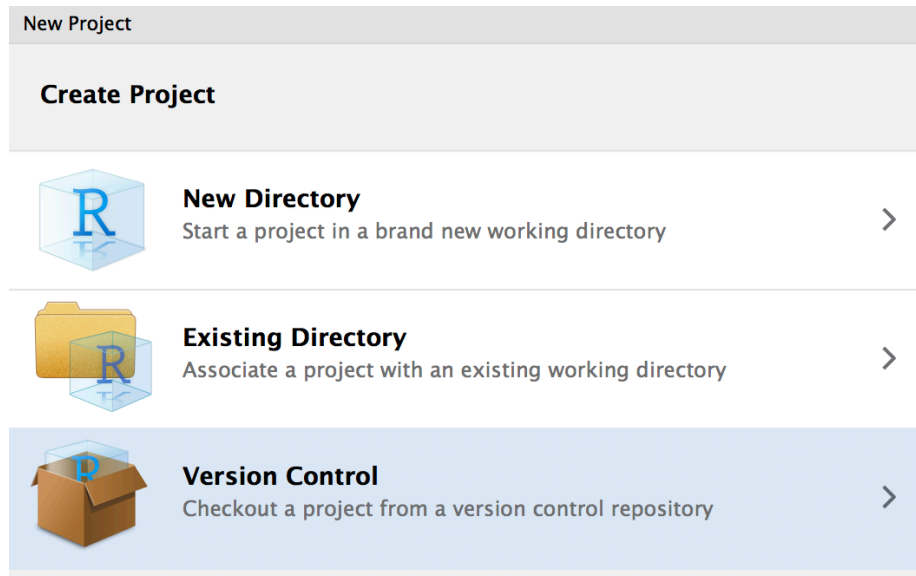 New Project
Create Project
R
New Directory
Start a project in a brand new working directory
R
Existing Directory
Associate a project with an existing working directory
R
Version Control
Checkout a project from a version control repository